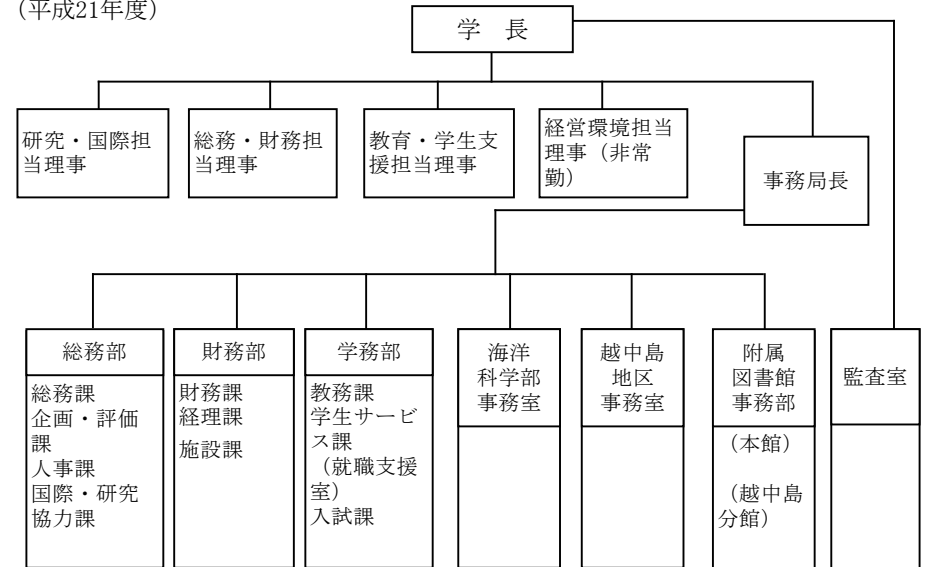 (平成21年度)
学 長
研究・国際担
当理事
総務・財務担
当理事
教育・学生支
援担当理事
経営環境担当
理事（非常
勤）
事務局長
総務部
総務課
企画・評価
課
人事課
国際・研究
協力課
財務部
財務課
経理課
施設課
学務部
教務課
学生サービ
ス課
（就職支援
室）
入試課
海洋
科学部
事務室
越中島
地区
事務室
附属
図書館
事務部
（本館）
（越中島
分館）
監査室